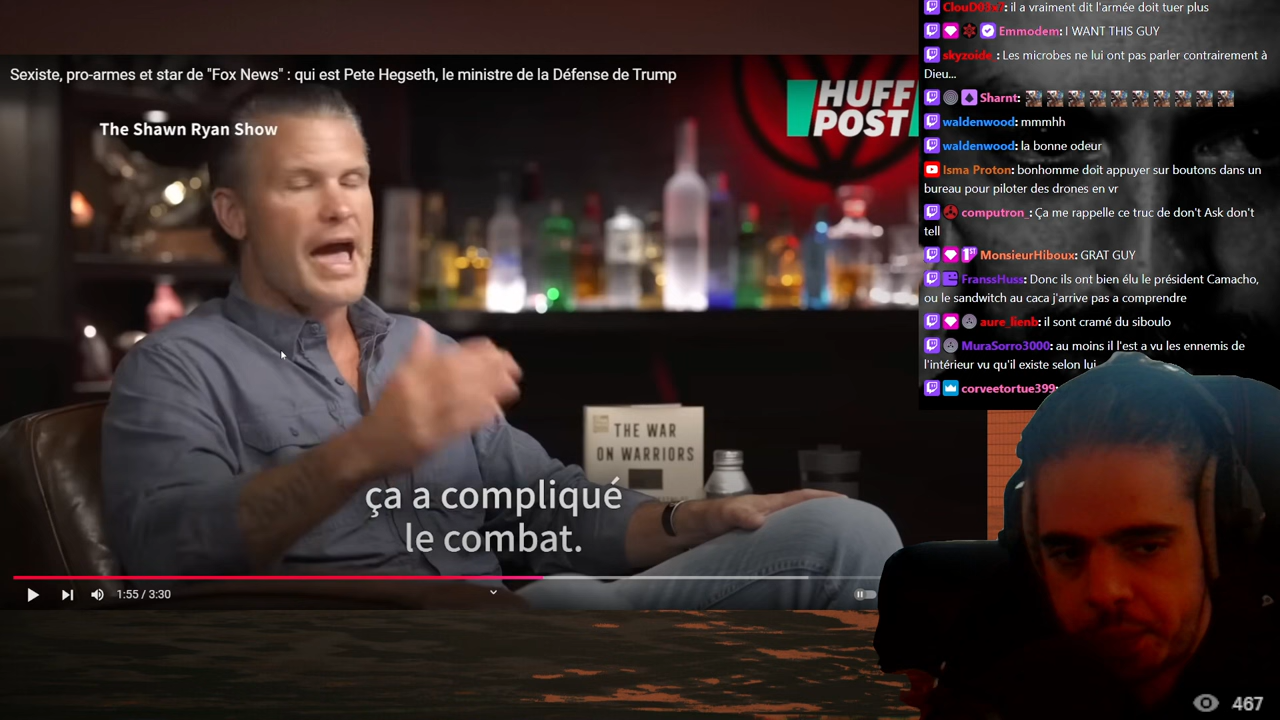 Sexiste, pro-armes et star de "Fox News" : qui est Pete Hegseth, le ministre de la Défense de Trump
The Shawn Ryan Show
HUFF
POST
THE WAR
ON WARRIORS
ça a compliqué
le combat.
1:55 / 3:30
ClouD03x7: il a vraiment dit l'armée doit tuer plus
Emmodem: I WANT THIS GUY
skyzoide : Les microbes ne lui ont pas parler contrairement à
Dieu...
Sharnt:
waldenwood: mmmhh
waldenwood: la bonne odeur
Isma Proton: bonhomme doit appuyer sur boutons dans un
bureau pour piloter des drones en vr
computron_: Ça me rappelle ce truc de don't Ask don't
tell
MonsieurHiboux: GRAT GUY
FranssHuss: Donc ils ont bien élu le président Camacho,
ou le sandwitch au caca j'arrive pas a comprendre
aure_lienb: il sont cramé du siboulo
MuraSorro3000: au moins il l'est a vu les ennemis de
l'intérieur vu qu'il existe selon lui
corveetortue399:
467